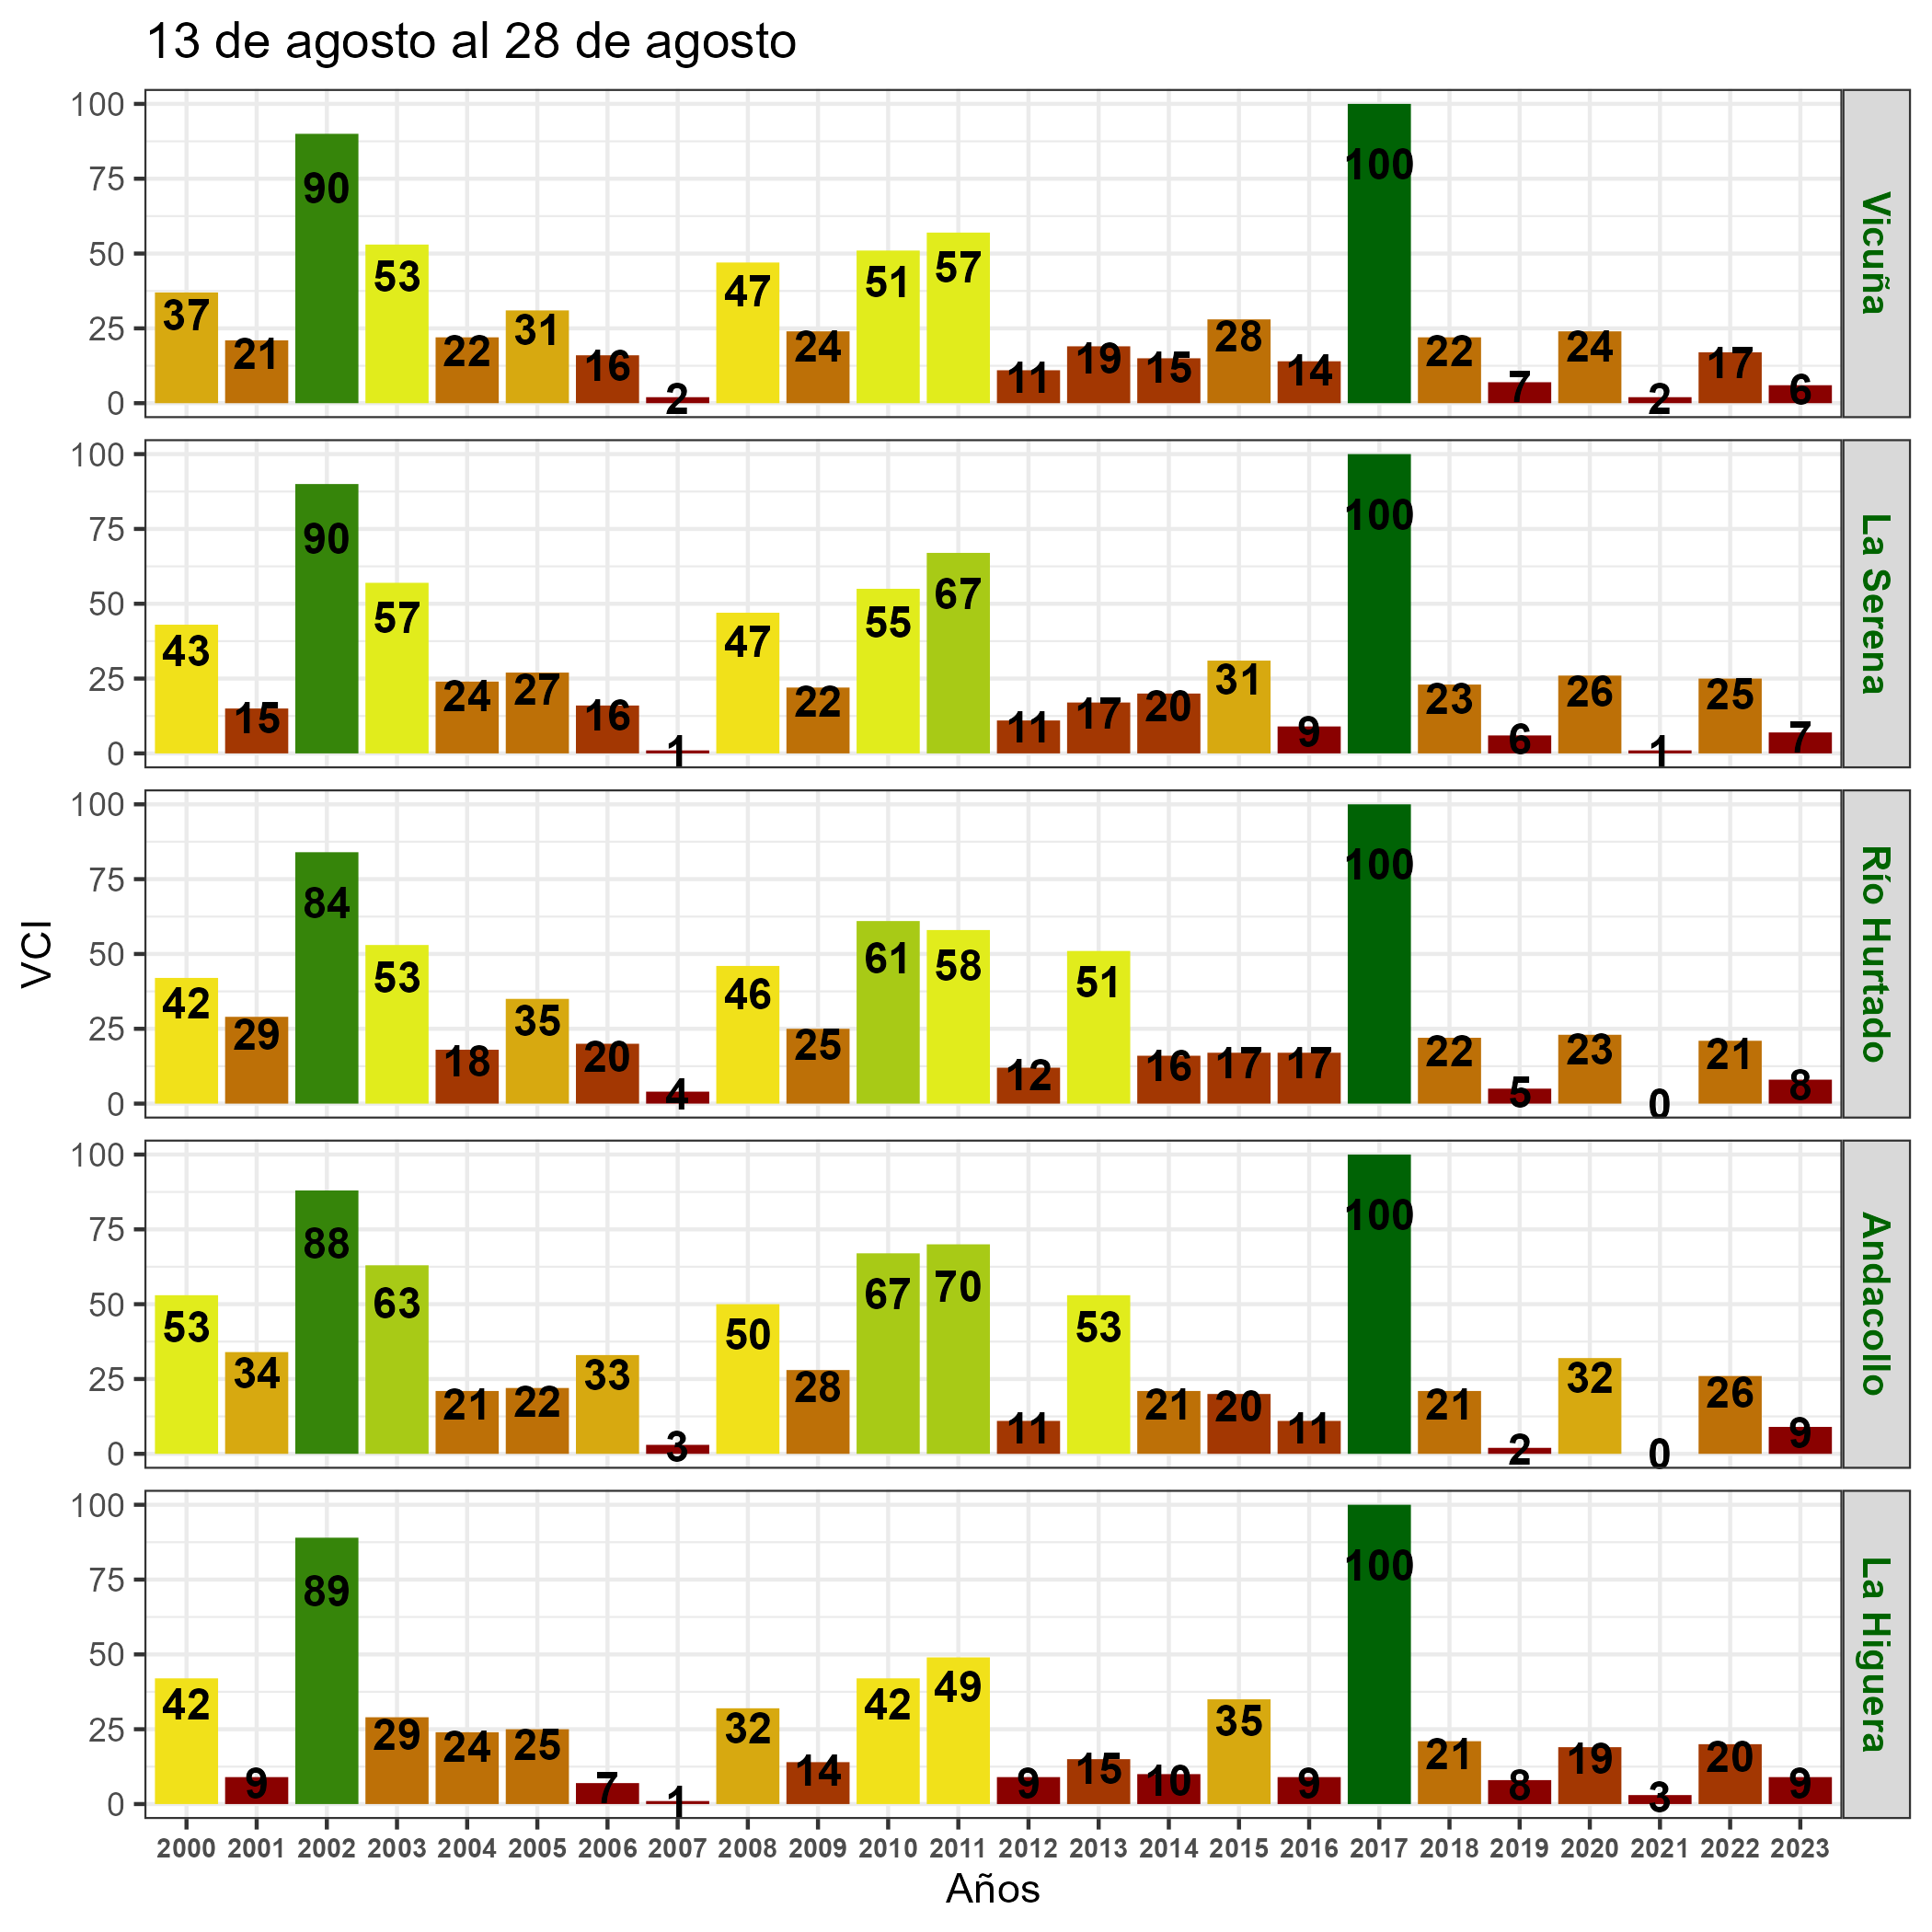 13 de agosto al 28 de agosto
VCI
100
75
50
25
0
37 21 90 53 22 31 16 2 47 24 51 57 11 19 15 28 14 100 22 7 24 2 17 6
Vicuña
100
75
50
25
0
43 15 90 57 24 27 16 1 47 22 55 67 11 17 20 31 9 100 23 6 26 1 25 7
La Serena
100
75
50
25
0
42 29 84 53 18 35 20 4 46 25 61 58 12 51 16 17 17 100 22 5 23 0 21 8
Río Hurtado
100
75
50
25
0
53 34 88 63 21 22 33 3 50 28 67 70 11 53 21 20 11 100 21 2 32 0 26 9
Andacollo
100
75
50
25
0
42 9 89 29 24 25 7 1 32 14 42 49 9 15 10 35 9 100 21 8 19 3 20 9
La Higuera
2000 2001 2002 2003 2004 2005 2006 2007 2008 2009 2010 2011 2012 2013 2014 2015 2016 2017 2018 2019 2020 2021 2022 2023
Años